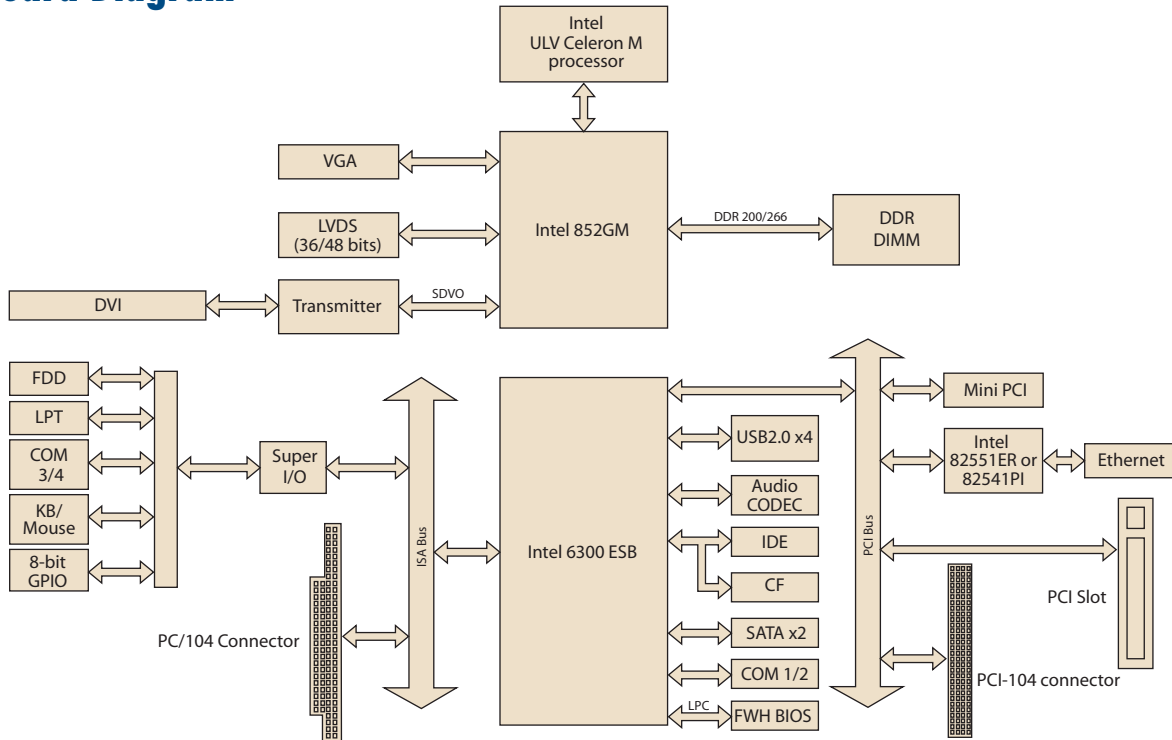 Intel
ULV Celeron M
processor
VGA
LVDS
(36/48 bits)
Intel 852GM
DDR 200/266
DDR
DIMM
DVI
Transmitter
SDVO
FDD
LPT
COM
3/4
KB/
Mouse
8-bit
GPIO
Super
I/O
ISA Bus
PC/104 Connector
Intel 6300 ESB
USB2.0 x4
Audio
CODEC
IDE
CF
SATA x2
COM 1/2
LPC
FWH BIOS
PCI Bus
Mini PCI
Intel
82551ER or
82541PI
Ethernet
PCI Slot
PCI-104 connector